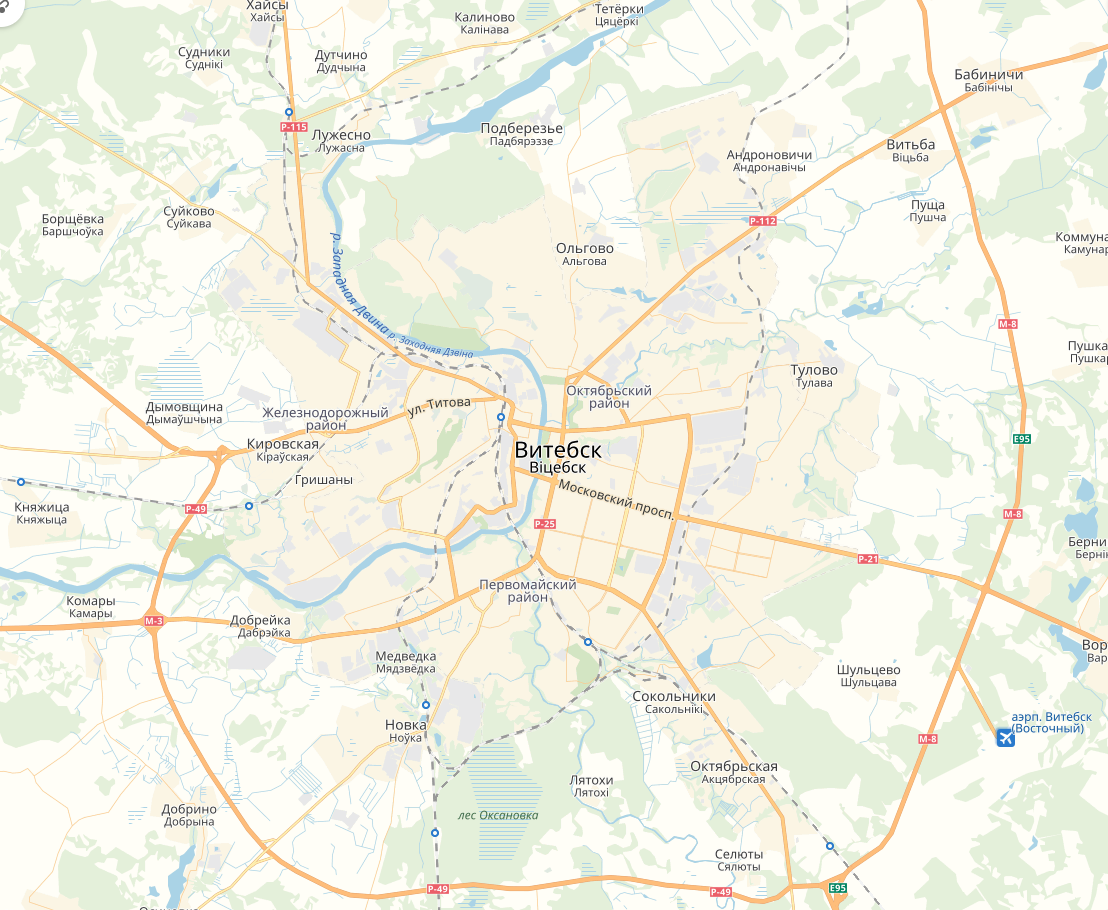 Хайсы
Хайсы
Калиново
Калінава
Тетёрки
Цяцёркі
Судники
Суднікі
Дутчино
Дудчына
Бабиничи
Бабінічы
Р-115
Лужесно
Лужасна
Подберезье
Падбярэззе
Андроновичи
Андронавічы
Витьба
Віцьба
Борщёвка
Баршчоўка
Суйково
Суйкава
Пуща
Пушча
Р-112
р. Западная Двина
р. Заходняя Дзвіна
Ольгово
Альгова
Коммуна
Камунар
М-8
Пушка
Пушкар
Тулово
Тулава
Октябрьский
район
Дымовщина
Дымаўшчына
Железнодорожный
район
ул. Титова
Кировская
Кіраўская
Витебск
Віцебск
Е95
Гришаны
Московский просп.
Княжица
Княжыца
Р-49
Р-25
М-8
Берни
Бернік
Р-21
Первомайский
район
Комары
Камары
М-3
Добрейка
Дабрэйка
Вор
Вар
Медведка
Мядзведка
Шульцево
Шульцава
Сокольники
Сакольнікі
Новка
Ноўка
аэрп. Витебск
(Восточный)
М-8
Октябрьская
Акцябрская
Лятохи
Лятохі
Добрино
Добрына
лес Оксановка
Селюты
Сялюты
Р-49
Р-49
Е95